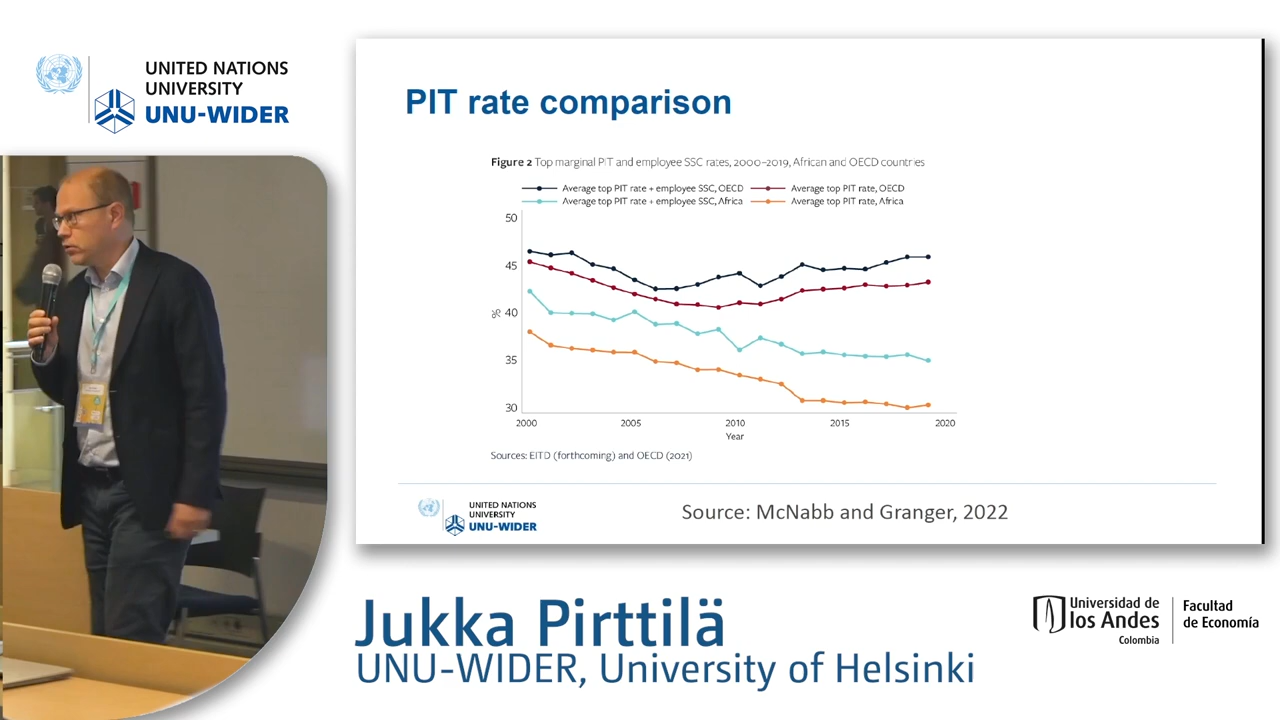 UNITED NATIONS
UNIVERSITY
UNU-WIDER
PIT rate comparison
Figure 2 Top marginal PIT and employee SSC rates, 2000–2019, African and OECD countries
Average top PIT rate + employee SSC, OECD
Average top PIT rate, OECD
Average top PIT rate + employee SSC, Africa
Average top PIT rate, Africa
50
45
40
35
30
%
2000 2005 2010 2015 2020
Year
Sources: EITD (forthcoming) and OECD (2021)
UNITED NATIONS
UNIVERSITY
UNU-WIDER
Source: McNabb and Granger, 2022
Jukka Pirttilä
UNU-WIDER, University of Helsinki
Universidad de
los Andes
Colombia
Facultad
de Economía